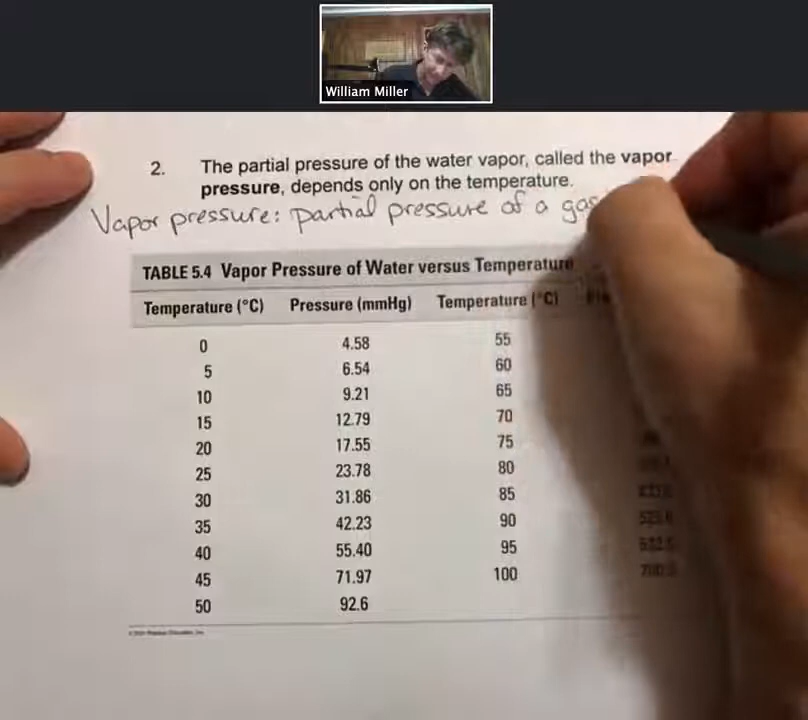 William Miller
2. The partial pressure of the water vapor, called the vapor
pressure, depends only on the temperature.
Vapor pressure: partial pressure of a gas
TABLE 5.4 Vapor Pressure of Water versus Temperature
Temperature (°C) Pressure (mmHg) Temperature (°C)
0 4.58 55
5 6.54 60
10 9.21 65
15 12.79 70
20 17.55 75
25 23.78 80
30 31.86 85
35 42.23 90
40 55.40 95
45 71.97 100
50 92.6